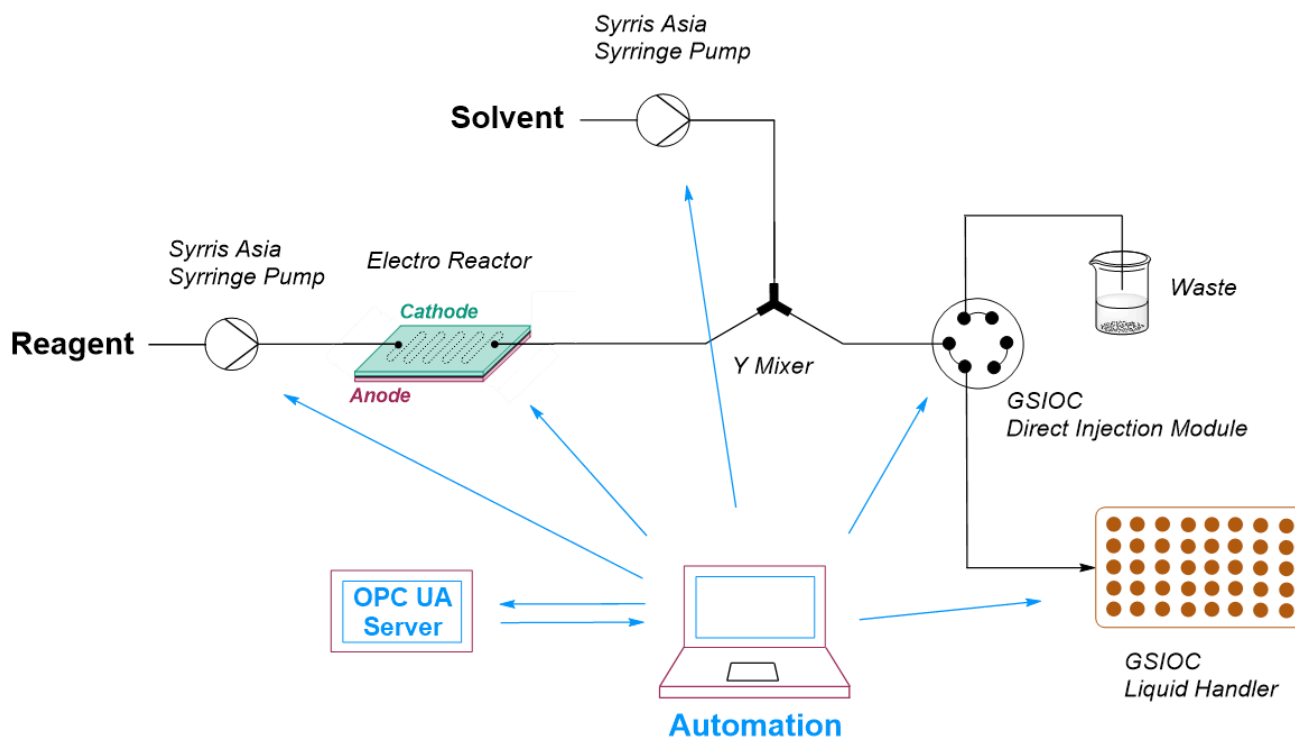 Syrris Asia
Syrringe Pump
Solvent
Syrris Asia
Syrringe Pump
Electro Reactor
Cathode
Waste
Reagent
Y Mixer
Anode
GSIOC
Direct Injection Module
OPC UA
Server
GSIOC
Liquid Handler
Automation